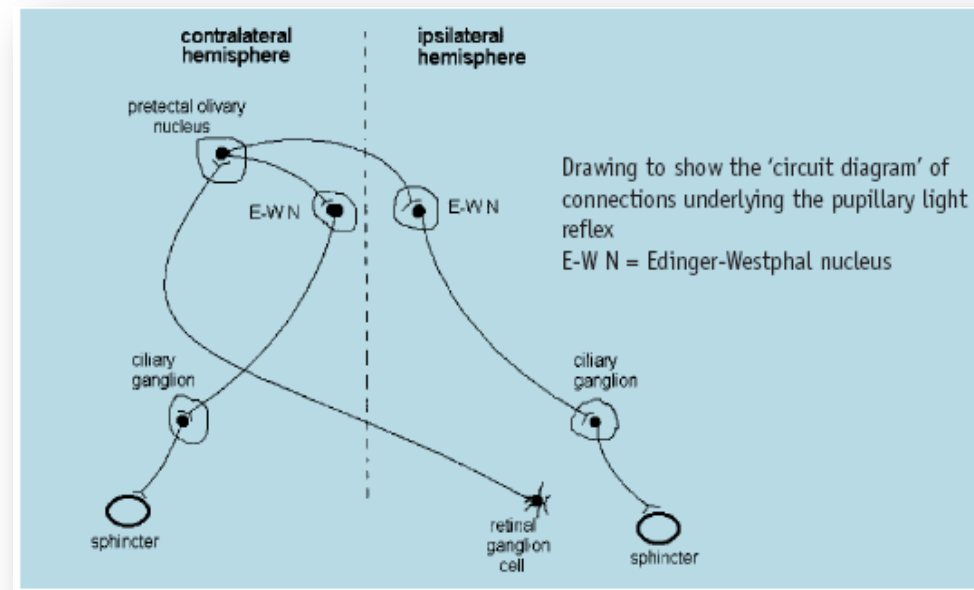 contralateral
hemisphere
ipsilateral
hemisphere
pretectal olivary
nucleus
E-W N
E-W N
Drawing to show the ‘circuit diagram’ of
connections underlying the pupillary light
reflex
E-W N = Edinger-Westphal nucleus
ciliary
ganglion
ciliary
ganglion
sphincter
retinal
ganglion
cell
sphincter